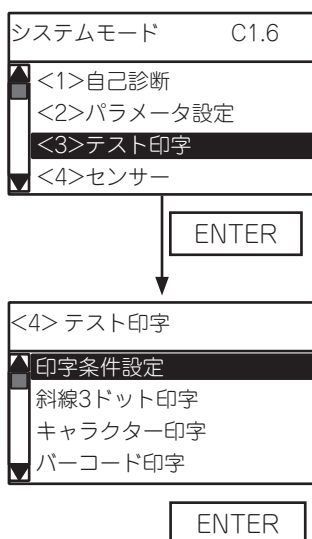 システムモード C1.6
<1>自己診断
<2>パラメータ設定
<3>テスト印字
<4>センサー
ENTER
<4> テスト印字
印字条件設定
斜線3ドット印字
キャラクター印字
バーコード印字
ENTER